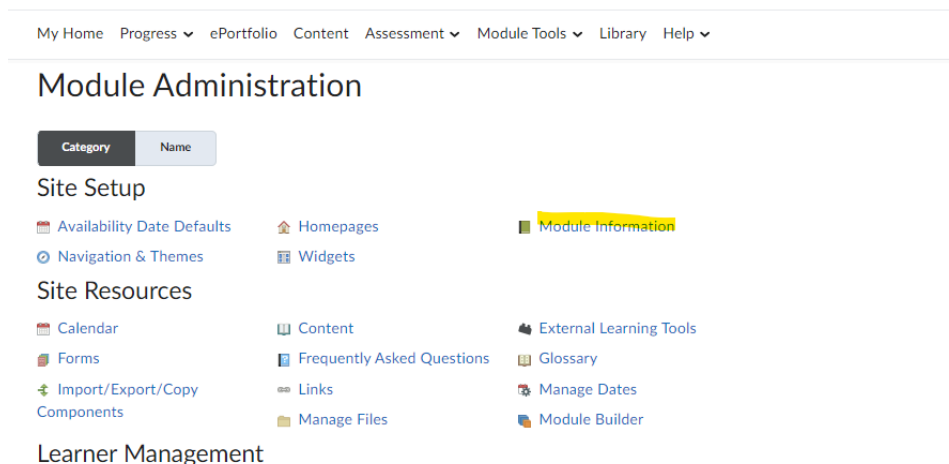 My Home Progress ePortfolio Content Assessment Module Tools Library Help
Module Administration
Category Name
Site Setup
Availability Date Defaults Homepages Module Information
Navigation & Themes Widgets
Site Resources
Calendar Content External Learning Tools
Forms Frequently Asked Questions Glossary
Import/Export/Copy Links Manage Dates
Components
Manage Files Module Builder
Learner Management